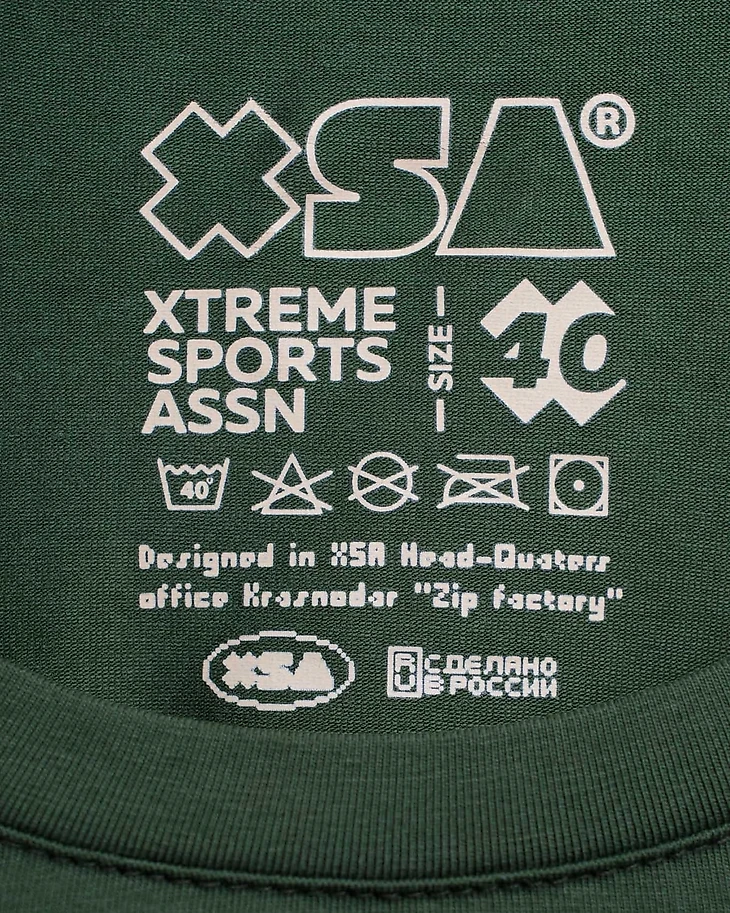 XSA®
XTREME
SPORTS
ASSN
SIZE
40
40°
Designed in XSA Head-Quaters
office Krasnodar "Zip factory"
XSA
RU СДЕЛАНО
В РОССИИ